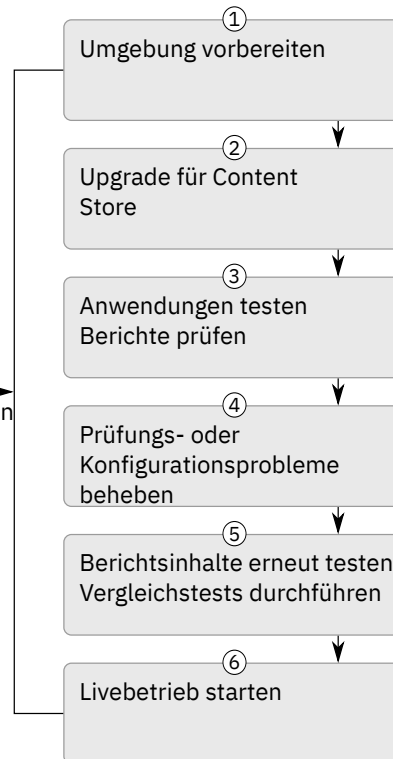 ①
Umgebung vorbereiten
②
Upgrade für Content
Store
③
Anwendungen testen
Berichte prüfen
n
④
Prüfungs- oder
Konfigurationsprobleme
beheben
⑤
Berichtsinhalte erneut testen
Vergleichstests durchführen
⑥
Livebetrieb starten